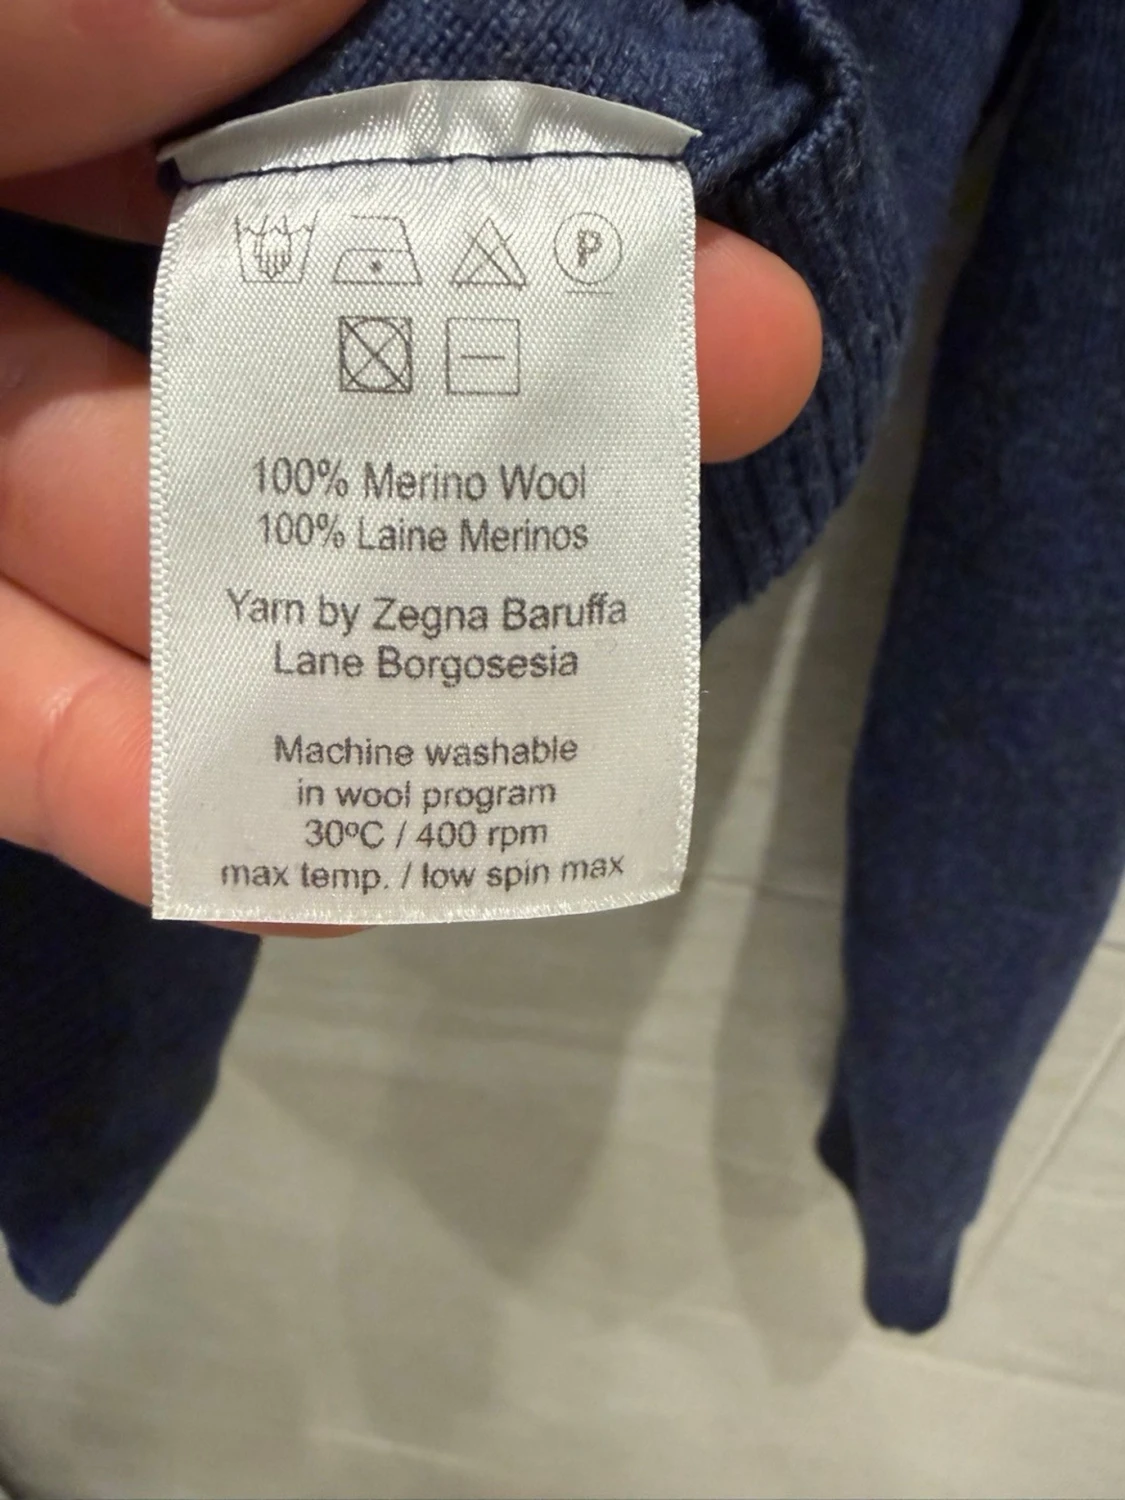 P
100% Merino Wool
100% Laine Merinos
Yarn by Zegna Baruffa
Lane Borgosesia
Machine washable
in wool program
30ºC / 400 rpm
max temp. / low spin max